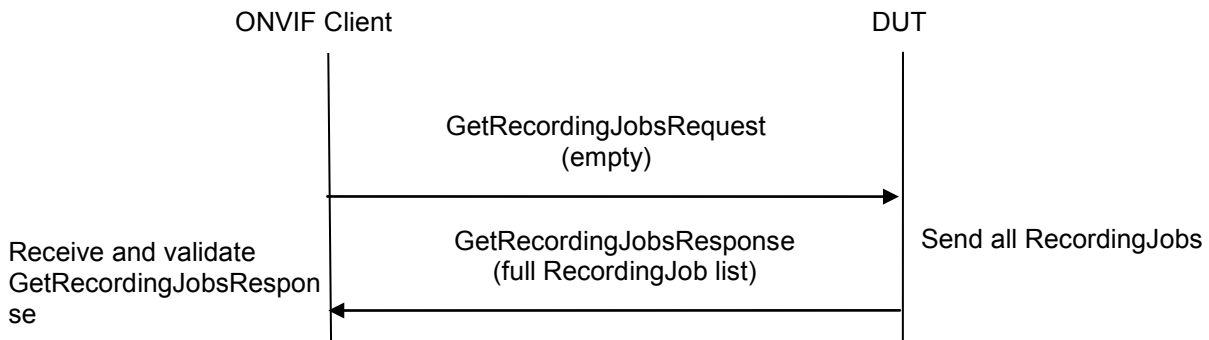 ONVIF Client
DUT
GetRecordingJobsRequest
(empty)
GetRecordingJobsResponse
(full RecordingJob list)
Send all RecordingJobs
Receive and validate
GetRecordingJobsRespon
se